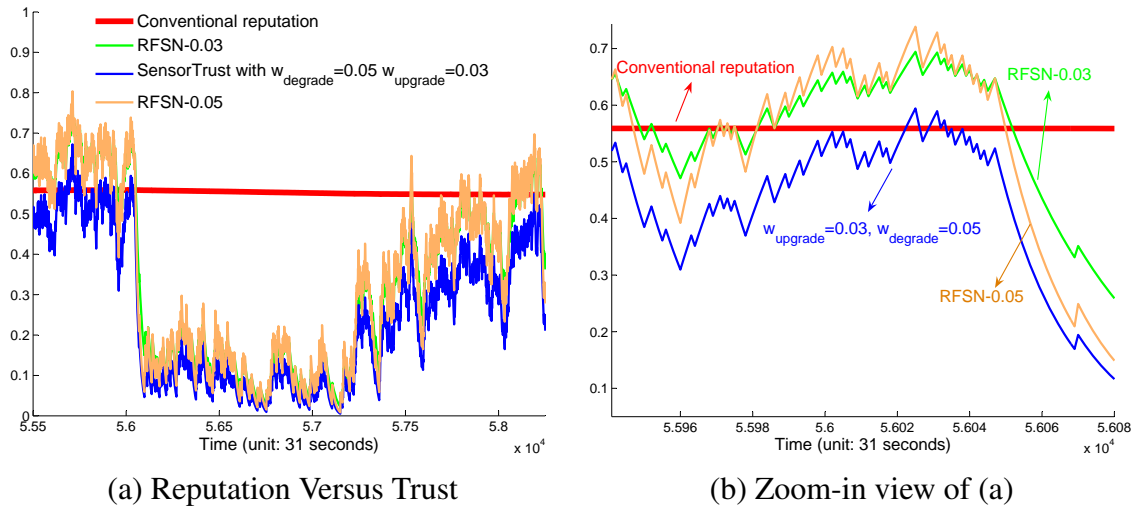 Conventional reputation
RFSN-0.03
SensorTrust with w_degrade=0.05 w_upgrade=0.03
RFSN-0.05
1
0.9
0.8
0.7
0.6
0.5
0.4
0.3
0.2
0.1
0
5.55 5.6 5.65 5.7 5.75 5.8
Time (unit: 31 seconds)
x 10^4
(a) Reputation Versus Trust
0.7
0.6
0.5
0.4
0.3
0.2
0.1
Conventional reputation
RFSN-0.03
w_upgrade=0.03, w_degrade=0.05
RFSN-0.05
5.596 5.598 5.6 5.602 5.604 5.606 5.608
Time (unit: 31 seconds)
x 10^4
(b) Zoom-in view of (a)